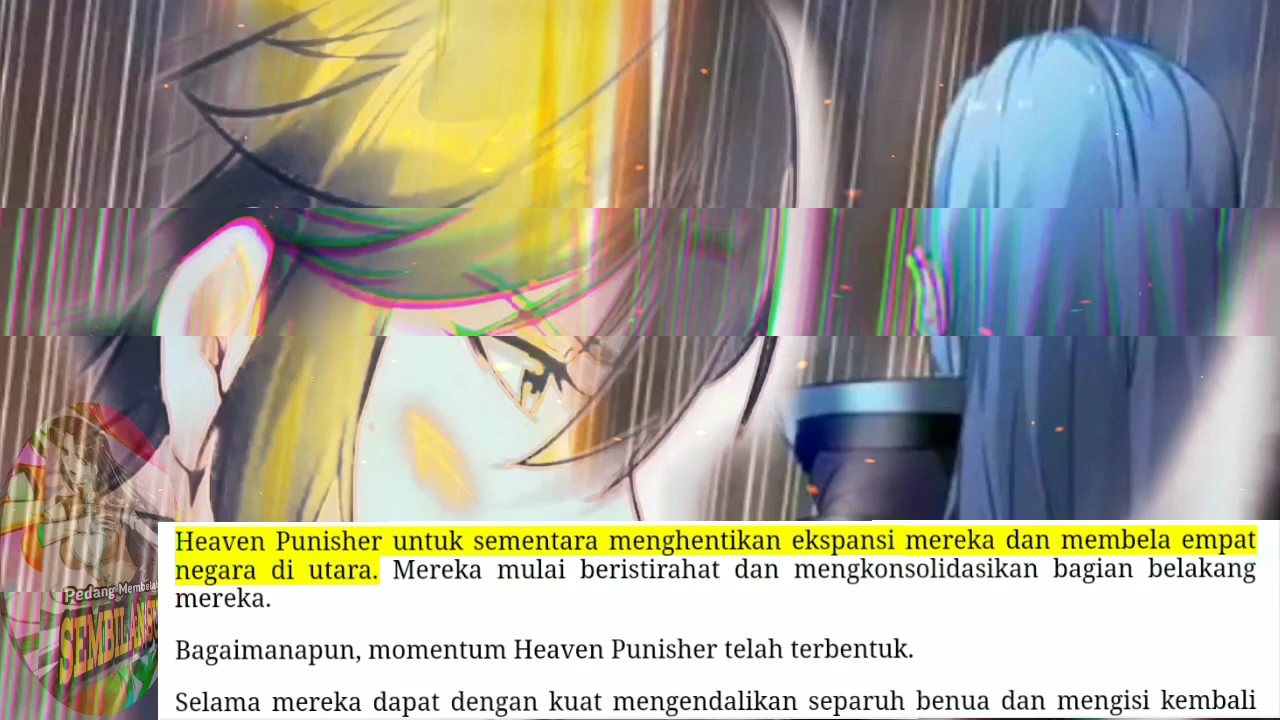 Pedang Membela
SEMBILAN SU
Heaven Punisher untuk sementara menghentikan ekspansi mereka dan membela empat
negara di utara. Mereka mulai beristirahat dan mengkonsolidasikan bagian belakang
mereka.
Bagaimanapun, momentum Heaven Punisher telah terbentuk.
Selama mereka dapat dengan kuat mengendalikan separuh benua dan mengisi kembali